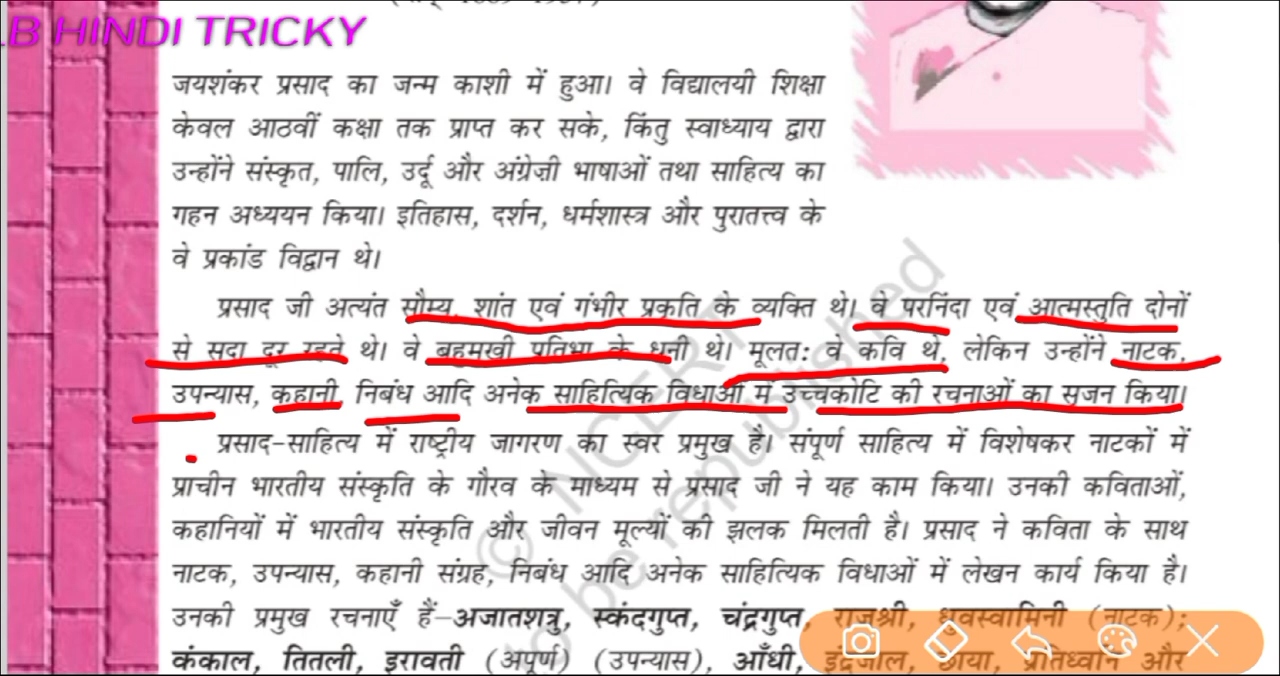 LB HINDI TRICKY
जयशंकर प्रसाद का जन्म काशी में हुआ। वे विद्यालयी शिक्षा
केवल आठवीं कक्षा तक प्राप्त कर सके, किंतु स्वाध्याय द्वारा
उन्होंने संस्कृत, पालि, उर्दू और अंग्रेज़ी भाषाओं तथा साहित्य का
गहन अध्ययन किया। इतिहास, दर्शन, धर्मशास्त्र और पुरातत्त्व के
वे प्रकांड विद्वान थे।
प्रसाद जी अत्यंत सौम्य, शांत एवं गंभीर प्रकृति के व्यक्ति थे। वे परनिंदा एवं आत्मस्तुति दोनों
से सदा दूर रहते थे। वे बहुमुखी प्रतिभा के धनी थे। मूलत: वे कवि थे, लेकिन उन्होंने नाटक,
उपन्यास, कहानी, निबंध आदि अनेक साहित्यिक विधाओं में उच्चकोटि की रचनाओं का सृजन किया।
प्रसाद-साहित्य में राष्ट्रीय जागरण का स्वर प्रमुख है। संपूर्ण साहित्य में विशेषकर नाटकों में
प्राचीन भारतीय संस्कृति के गौरव के माध्यम से प्रसाद जी ने यह काम किया। उनकी कविताओं,
कहानियों में भारतीय संस्कृति और जीवन मूल्यों की झलक मिलती है। प्रसाद ने कविता के साथ
नाटक, उपन्यास, कहानी संग्रह, निबंध आदि अनेक साहित्यिक विधाओं में लेखन कार्य किया है।
उनकी प्रमुख रचनाएँ हैं-अजातशत्रु, स्कंदगुप्त, चंद्रगुप्त, राजश्री, ध्रुवस्वामिनी (नाटक);
कंकाल, तितली, इरावती (अपूर्ण) (उपन्यास), आँधी, इंद्रजाल, छाया, प्रतिध्वनि और
© NCERT
to be republished